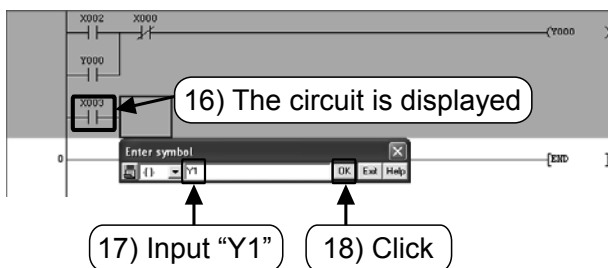 X002 X000
(Y000 )
Y000
X003
16) The circuit is displayed
Enter symbol
0
[END ]
Y1
OK Exit Help
17) Input “Y1” 18) Click